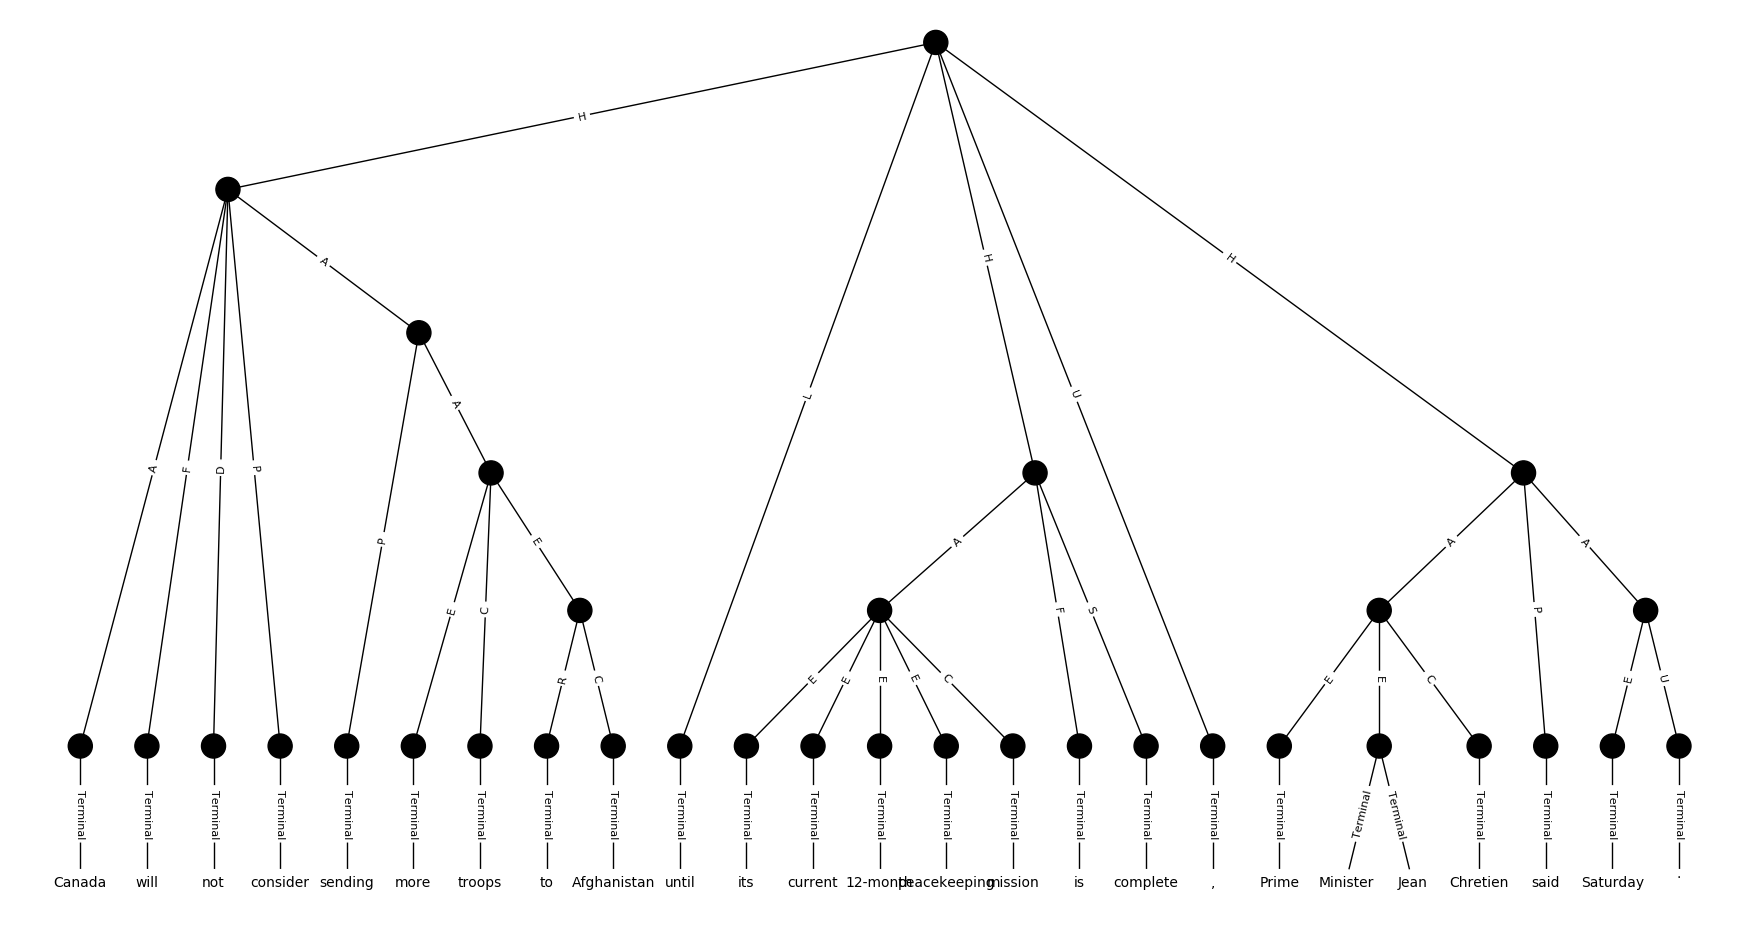 H
A
L
H
U
H
A
F
D
P
P
A
E
C
E
R
C
A
E
E
E
E
C
F
S
A
E
E
C
P
A
E
U
Terminal Terminal Terminal Terminal Terminal Terminal Terminal Terminal Terminal Terminal Terminal Terminal Terminal Terminal Terminal Terminal Terminal Terminal Terminal Terminal Terminal Terminal Terminal Terminal Terminal
Canada will not consider sending more troops to Afghanistan until its current 12-month peacekeeping mission is complete , Prime Minister Jean Chretien said Saturday .